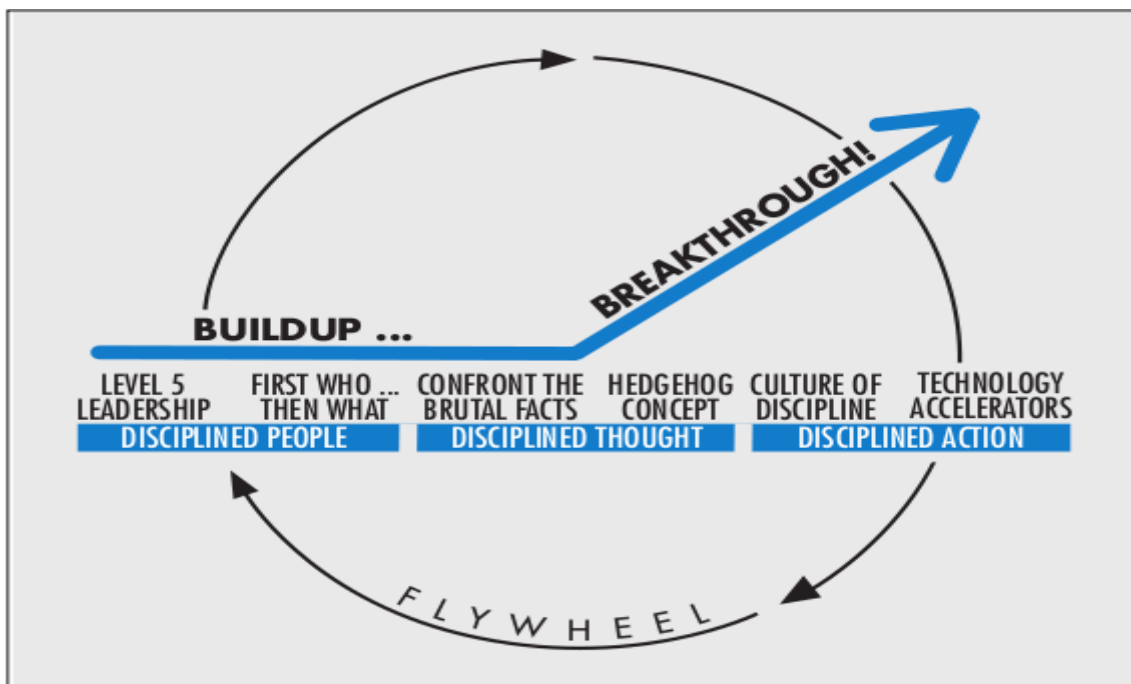 BREAKTHROUGH!
BUILDUP ...
LEVEL 5
LEADERSHIP
FIRST WHO ...
THEN WHAT
CONFRONT THE
BRUTAL FACTS
HEDGEHOG
CONCEPT
CULTURE OF
DISCIPLINE
TECHNOLOGY
ACCELERATORS
DISCIPLINED PEOPLE
DISCIPLINED THOUGHT
DISCIPLINED ACTION
FLYWHEEL